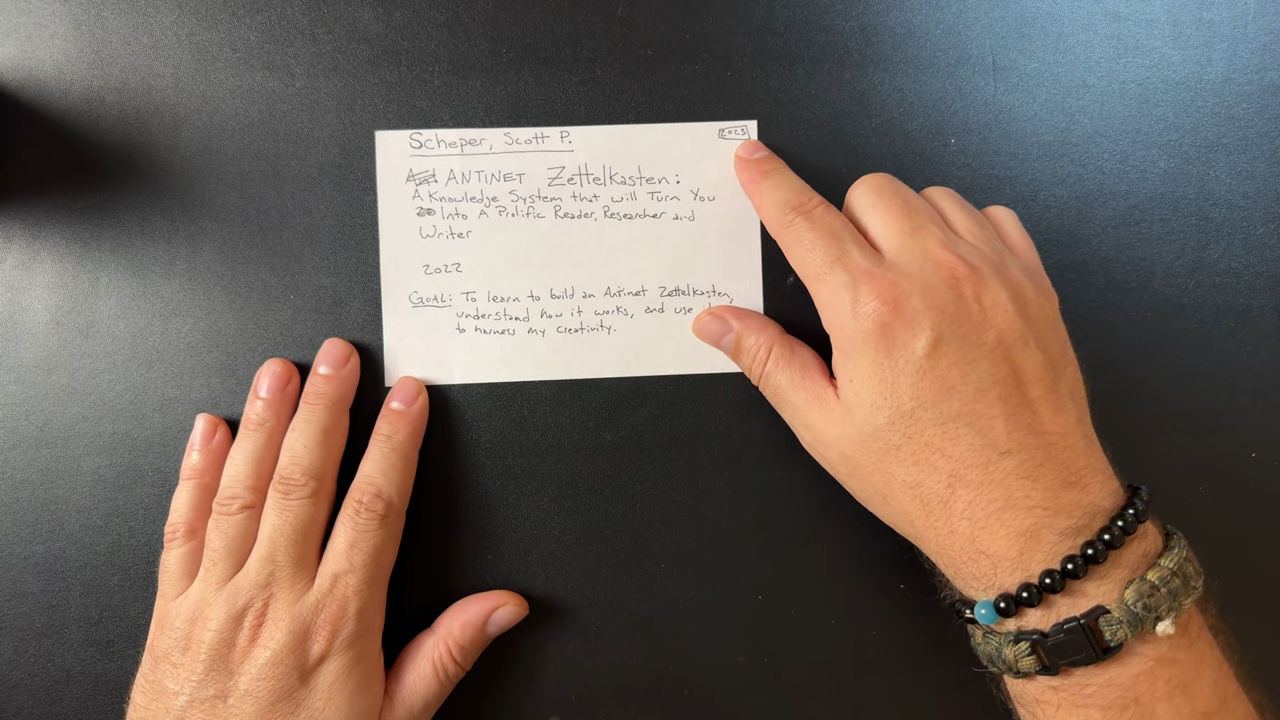 Scheper, Scott P.
2023
ANTINET Zettelkasten:
A Knowledge System that will Turn You
Into A Prolific Reader, Researcher and
Writer
2022
GOAL: To learn to build an Antinet Zettelkasten,
understand how it works, and use
to harness my creativity.